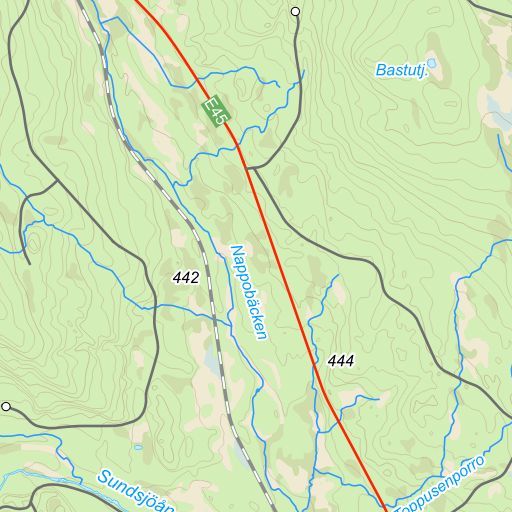 Bastutj.
E45
Nappobäcken
442
444
Sundsjöån
Toppusenporro